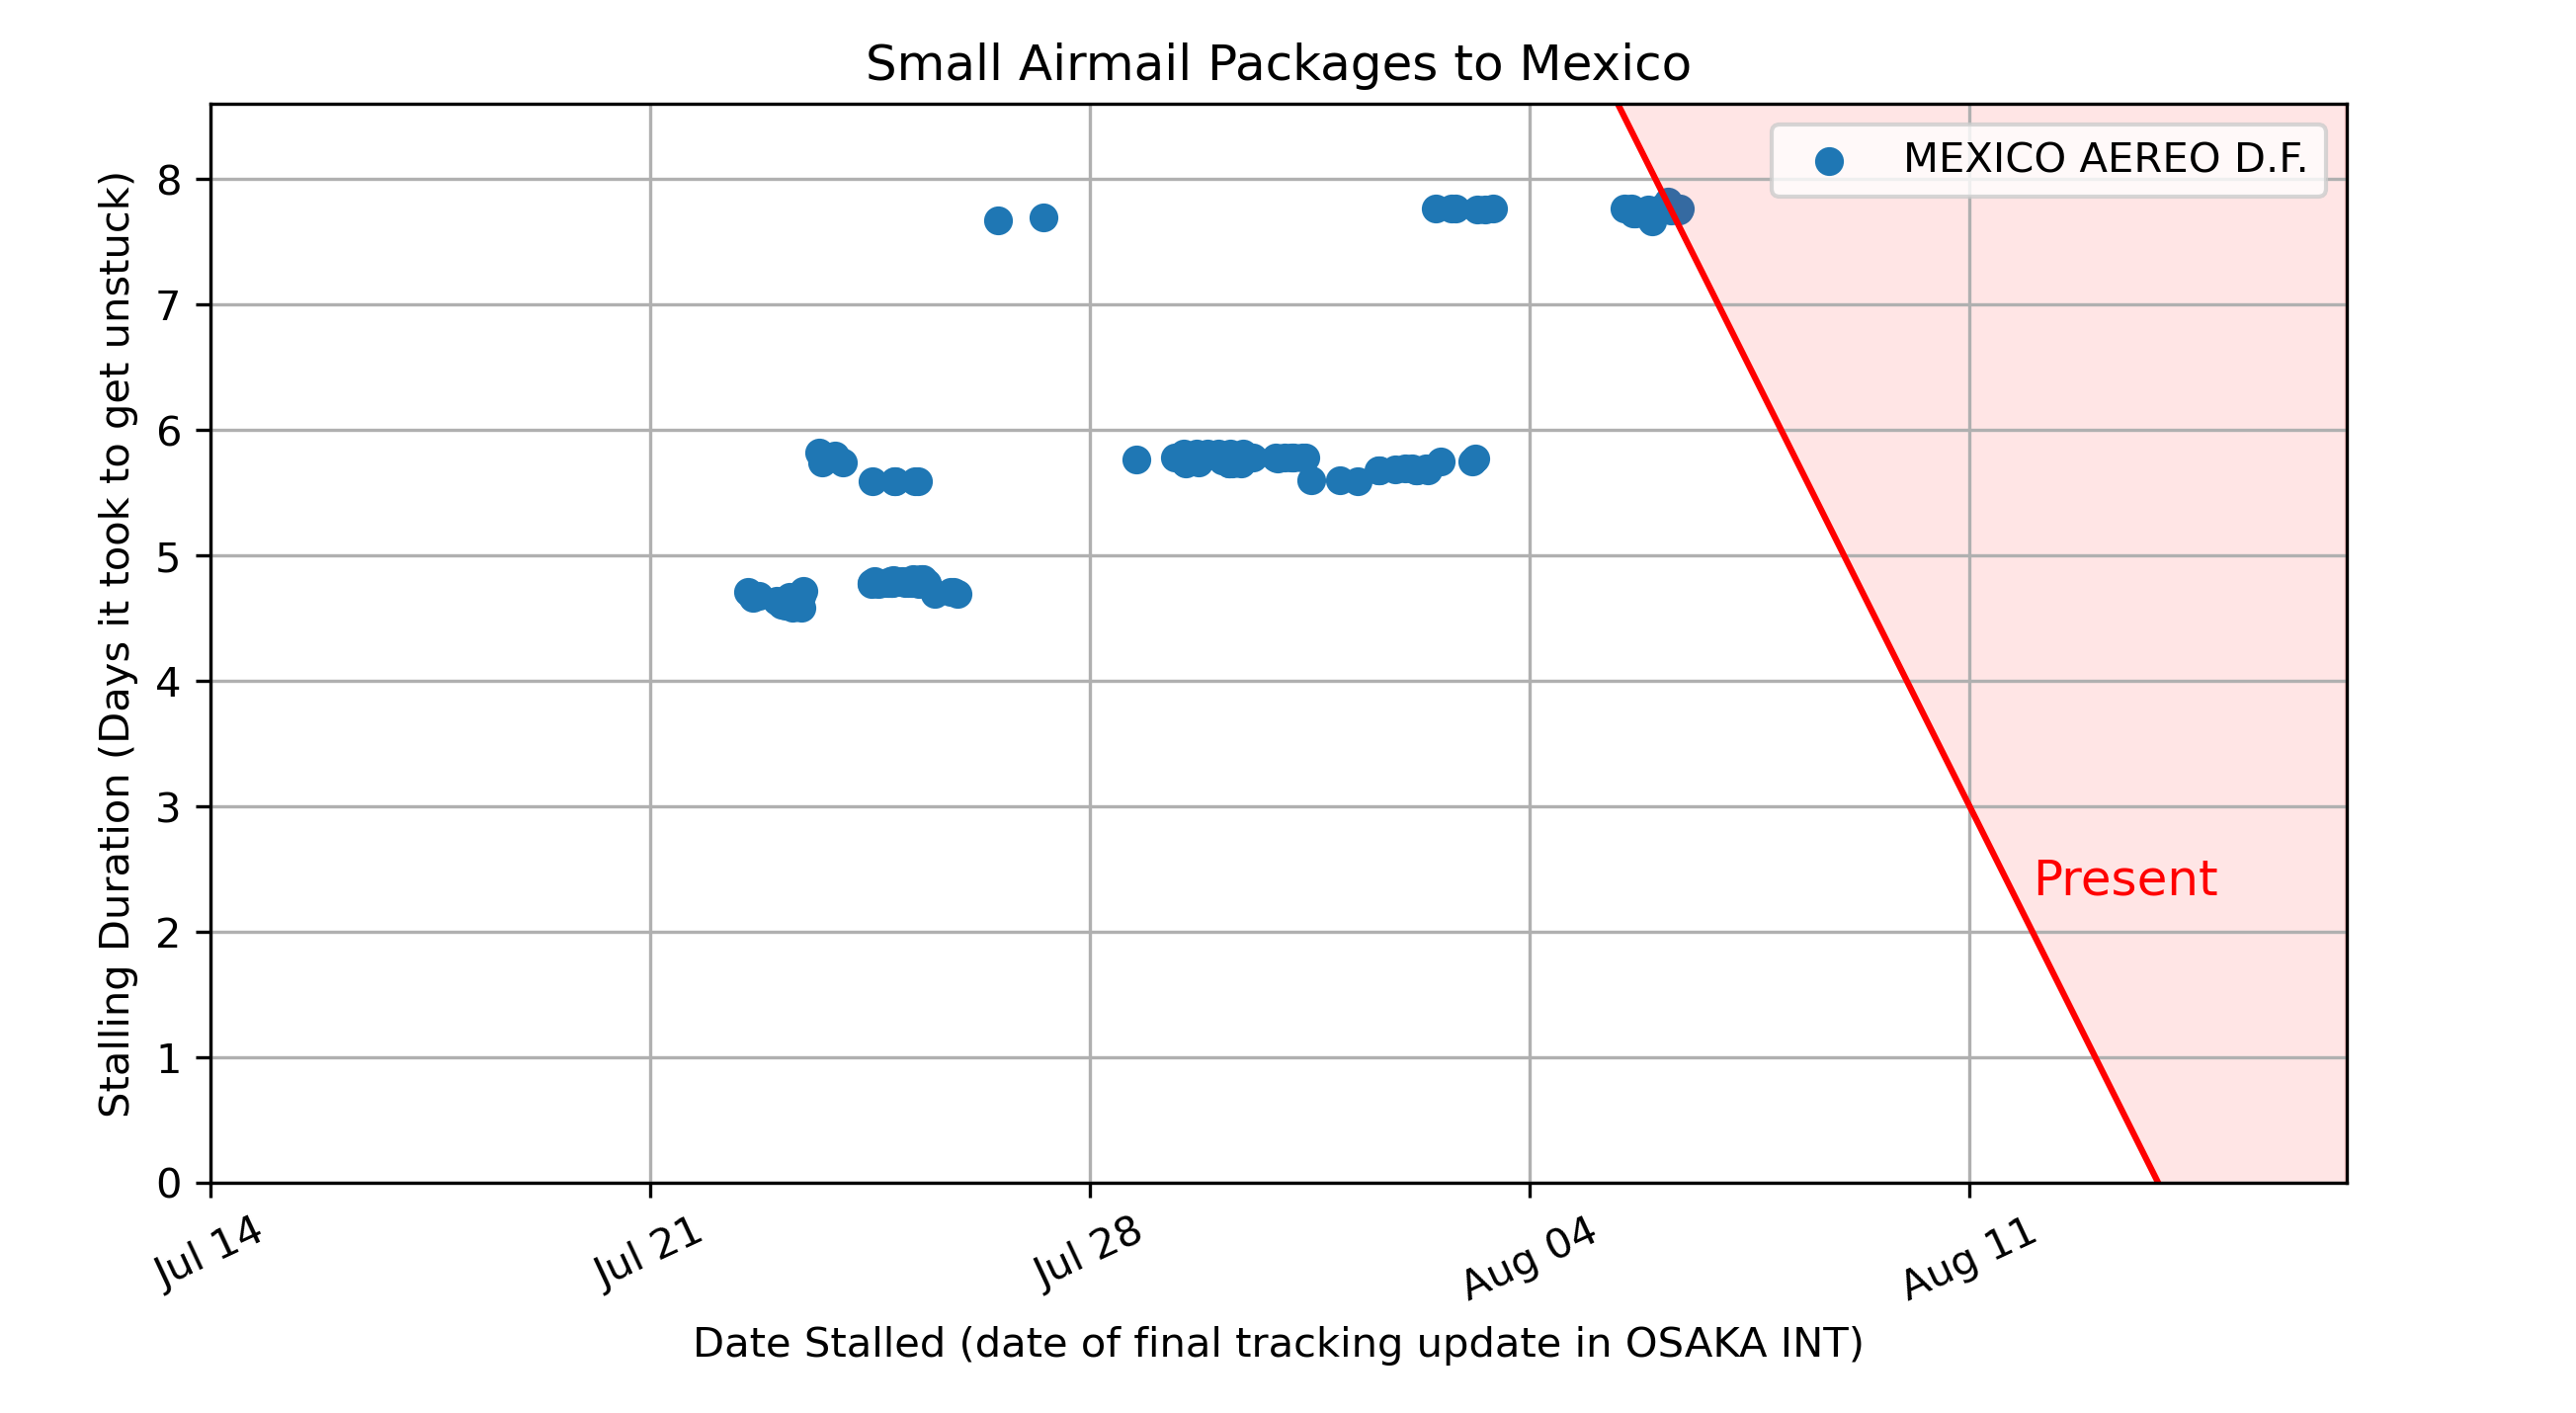 Small Airmail Packages to Mexico
MEXICO AEREO D.F.
Stalling Duration (Days it took to get unstuck)
8
7
6
5
4
3
2
1
0
Present
Jul 14
Jul 21
Jul 28
Aug 04
Aug 11
Date Stalled (date of final tracking update in OSAKA INT)